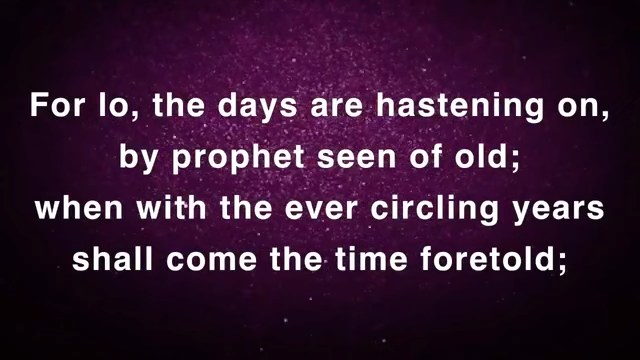 For lo, the days are hastening on,
by prophet seen of old;
when with the ever circling years
shall come the time foretold;